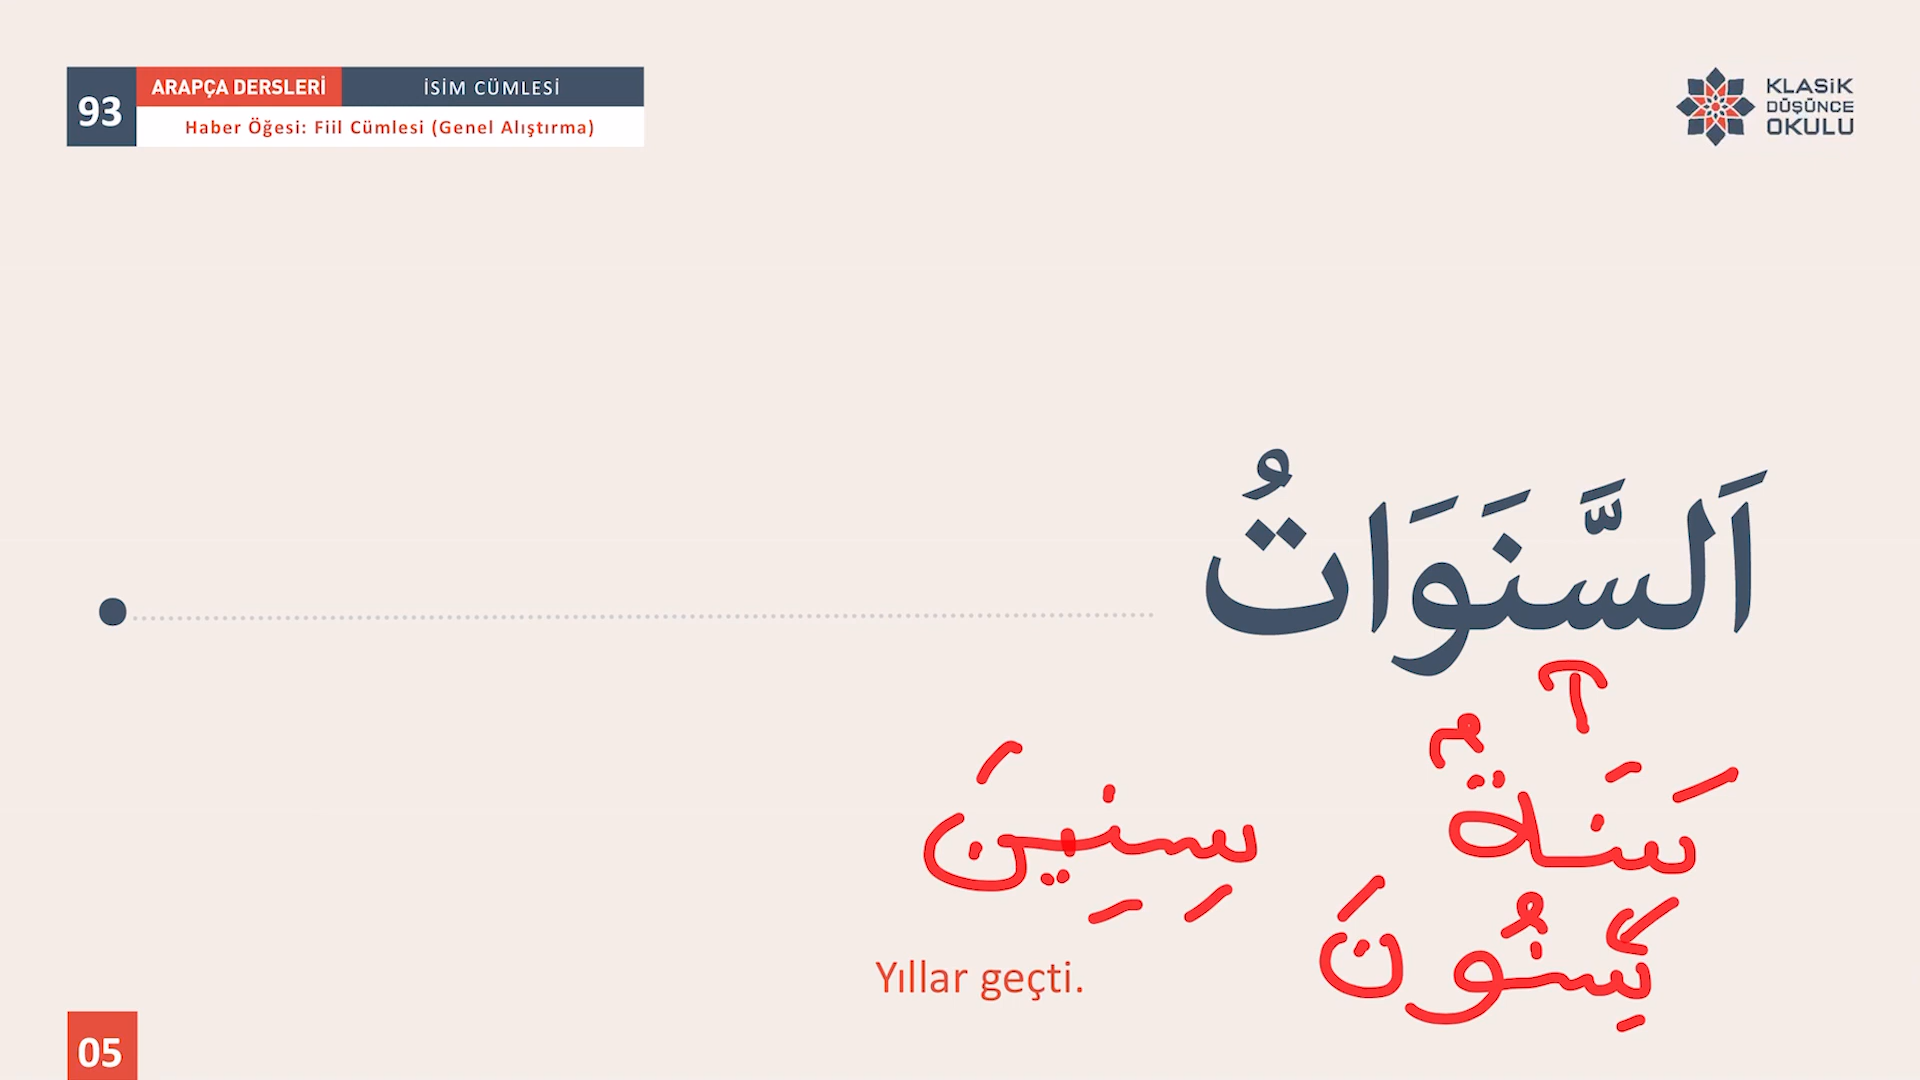 93
ARAPÇA DERSLERİ
İSİM CÜMLESİ
Haber Öğesi: Fiil Cümlesi (Genel Alıştırma)
KLASİK
DÜŞÜNCE
OKULU
اَلسَّنَوَاتُ
سَنَةٌ
سِنِينَ
سِنُونَ
Yıllar geçti.
05